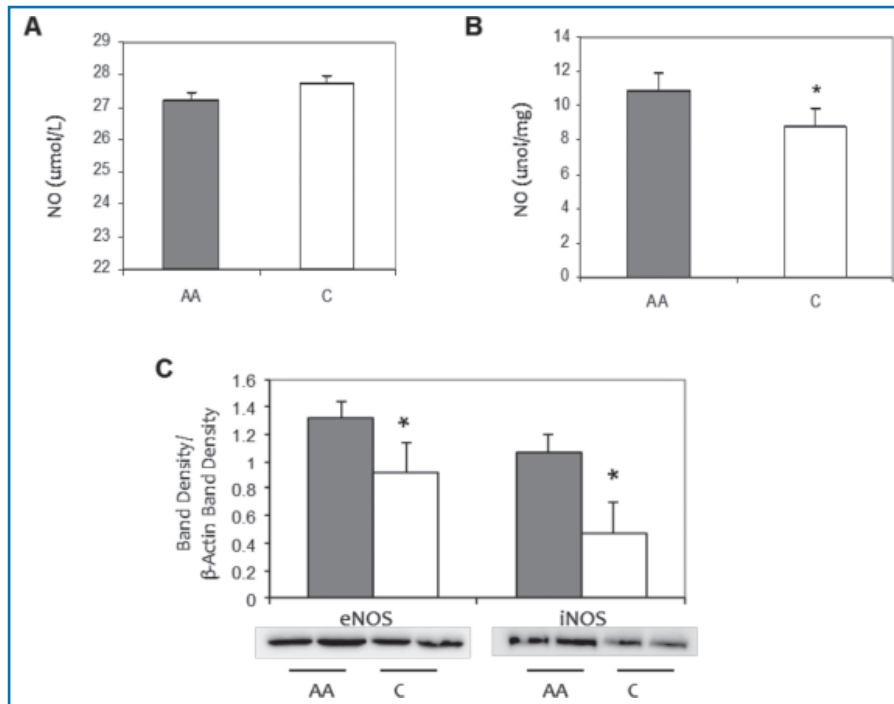 A
29
28
27
26
25
24
23
22
NO (umol/L)
AA C
B
14
12
10
8
6
4
2
0
NO (unol/mg)
*
AA C
C
1.6
1.4
1.2
1
0.8
0.6
0.4
0.2
0
Band Density/
β-Actin Band Density
* *
eNOS iNOS
AA C AA C